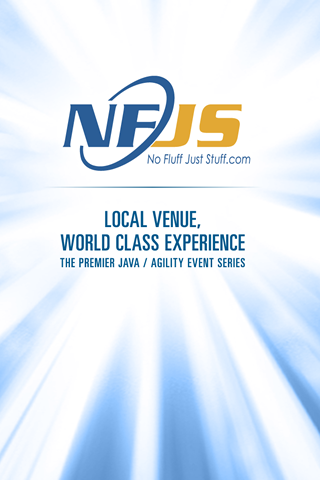 NFJS
No Fluff Just Stuff.com
LOCAL VENUE,
WORLD CLASS EXPERIENCE
THE PREMIER JAVA / AGILITY EVENT SERIES